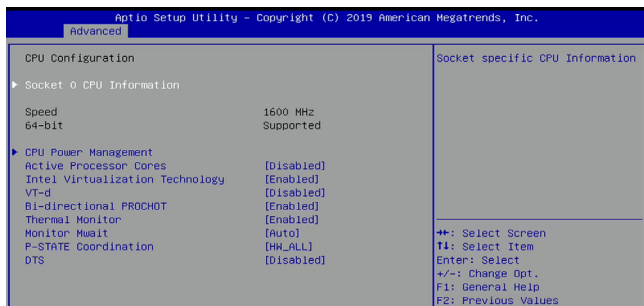 Aptio Setup Utility – Copyright (C) 2019 American Megatrends, Inc.
Advanced
CPU Configuration
Socket 0 CPU Information
Speed 1600 MHz
64-bit Supported
CPU Power Management
Active Processor Cores [Disabled]
Intel Virtualization Technology [Enabled]
VT-d [Disabled]
Bi-directional PROCHOT [Enabled]
Thermal Monitor [Enabled]
Monitor Mwait [Auto]
P-STATE Coordination [HW_ALL]
DTS [Disabled]
Socket specific CPU Information
→←: Select Screen
↑↓: Select Item
Enter: Select
+/-: Change Opt.
F1: General Help
F2: Previous Values